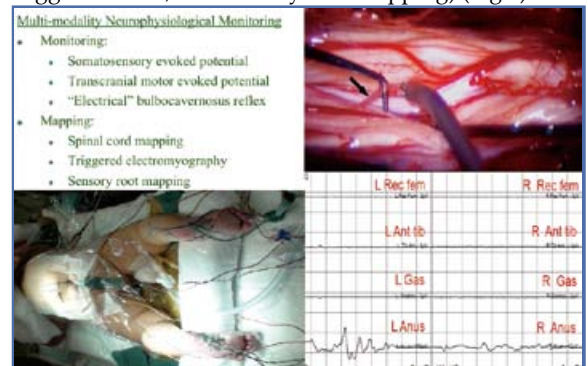 Multi-modality Neurophysiological Monitoring
• Monitoring:
• Somatosensory evoked potential
• Transcranial motor evoked potential
• “Electrical” bulbocavernosus reflex
• Mapping:
• Spinal cord mapping
• Triggered electromyography
• Sensory root mapping
L Rec fem R Rec fem
L Ant tib R Ant tib
L Gas R Gas
L Anus R Anus